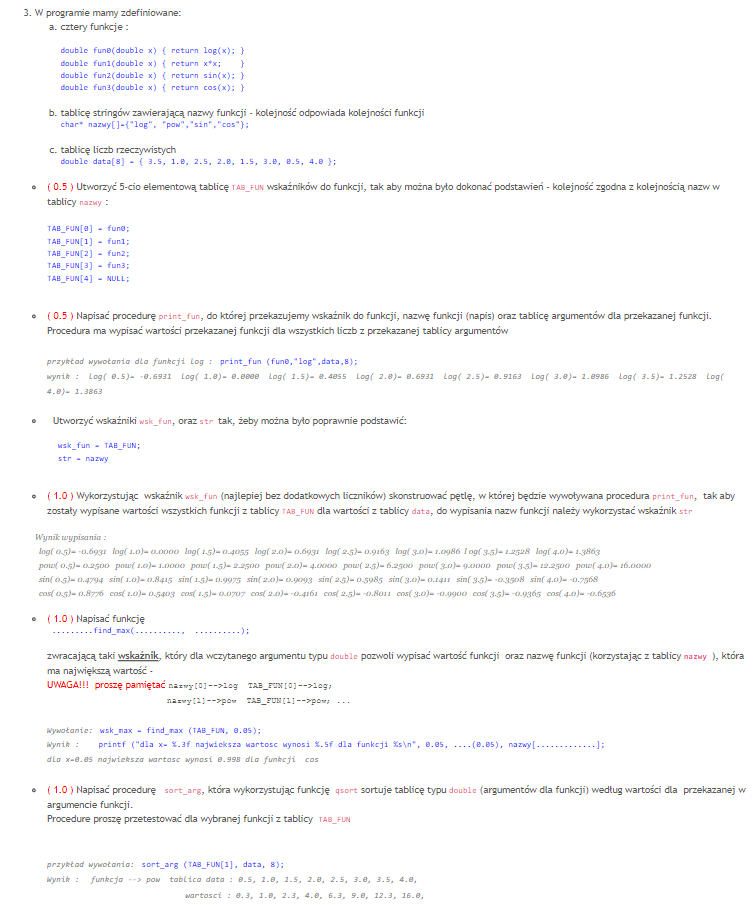 3. W programie mamy zdefiniowane:
a. cztery funkcje :
double fun0(double x) { return log(x); }
double fun1(double x) { return x*x; }
double fun2(double x) { return sin(x); }
double fun3(double x) { return cos(x); }
b. tablicę stringów zawierającą nazwy funkcji - kolejność odpowiada kolejności funkcji
char* nazwy[]={"log", "pow","sin","cos"};
c. tablicę liczb rzeczywistych
double data[8] = { 3.5, 1.0, 2.5, 2.0, 1.5, 3.0, 0.5, 4.0 };
( 0.5 ) Utworzyć 5-cio elementową tablicę TAB_FUN wskaźników do funkcji, tak aby można było dokonać podstawień - kolejność zgodna z kolejnością nazw w
tablicy nazwy :
TAB_FUN[0] = fun0;
TAB_FUN[1] = fun1;
TAB_FUN[2] = fun2;
TAB_FUN[3] = fun3;
TAB_FUN[4] = NULL;
( 0.5 ) Napisać procedurę print_fun, do której przekazujemy wskaźnik do funkcji, nazwę funkcji (napis) oraz tablicę argumentów dla przekazanej funkcji.
Procedura ma wypisać wartości przekazanej funkcji dla wszystkich liczb z przekazanej tablicy argumentów
przykład wywołania dla funkcji log : print_fun (fun0,"log",data,8);
wynik : log( 0.5)= -0.6931 log( 1.0)= 0.0000 log( 1.5)= 0.4055 log( 2.0)= 0.6931 log( 2.5)= 0.9163 log( 3.0)= 1.0986 log( 3.5)= 1.2528 log(
4.0)= 1.3863
Utworzyć wskaźniki wsk_fun, oraz str tak, żeby można było poprawnie podstawić:
wsk_fun = TAB_FUN;
str = nazwy
( 1.0 ) Wykorzystując wskaźnik wsk_fun (najlepiej bez dodatkowych liczników) skonstruować pętlę, w której będzie wywoływana procedura print_fun, tak aby
zostały wypisane wartości wszystkich funkcji z tablicy TAB_FUN dla wartości z tablicy data, do wypisania nazw funkcji należy wykorzystać wskaźnik str
Wynik wypisania :
log( 0.5)= -0.6931 log( 1.0)= 0.0000 log( 1.5)= 0.4055 log( 2.0)= 0.6931 log( 2.5)= 0.9163 log( 3.0)= 1.0986 l og( 3.5)= 1.2528 log( 4.0)= 1.3863
pow( 0.5)= 0.2500 pow( 1.0)= 1.0000 pow( 1.5)= 2.2500 pow( 2.0)= 4.0000 pow( 2.5)= 6.2500 pow( 3.0)= 9.0000 pow( 3.5)= 12.2500 pow( 4.0)= 16.0000
sin( 0.5)= 0.4794 sin( 1.0)= 0.8415 sin( 1.5)= 0.9975 sin( 2.0)= 0.9093 sin( 2.5)= 0.5985 sin( 3.0)= 0.1411 sin( 3.5)= -0.3508 sin( 4.0)= -0.7568
cos( 0.5)= 0.8776 cos( 1.0)= 0.5403 cos( 1.5)= 0.0707 cos( 2.0)= -0.4161 cos( 2.5)= -0.8011 cos( 3.0)= -0.9900 cos( 3.5)= -0.9365 cos( 4.0)= -0.6536
( 1.0 ) Napisać funkcję
.........find_max(.........., ..........);
zwracającą taki wskaźnik, który dla wczytanego argumentu typu double pozwoli wypisać wartość funkcji oraz nazwę funkcji (korzystając z tablicy nazwy ), która
ma największą wartość -
UWAGA!!! proszę pamiętać nazwy[0]-->log TAB_FUN[0]-->log;
nazwy[1]-->pow TAB_FUN[1]-->pow; ...
Wywołanie: wsk_max = find_max (TAB_FUN, 0.05);
Wynik : printf ("dla x= %.3f najwieksza wartosc wynosi %.5f dla funkcji %s\n", 0.05, ....(0.05), nazwy[.............];
dla x=0.05 największa wartosc wynosi 0.998 dla funkcji cos
( 1.0 ) Napisać procedurę sort_arg, która wykorzystując funkcję qsort sortuje tablicę typu double (argumentów dla funkcji) według wartości dla przekazanej w
argumencie funkcji.
Procedure proszę przetestować dla wybranej funkcji z tablicy TAB_FUN
przykład wywołania: sort_arg (TAB_FUN[1], data, 8);
Wynik : funkcja --> pow tablica data : 0.5, 1.0, 1.5, 2.0, 2.5, 3.0, 3.5, 4.0,
wartosci : 0.3, 1.0, 2.3, 4.0, 6.3, 9.0, 12.3, 16.0,